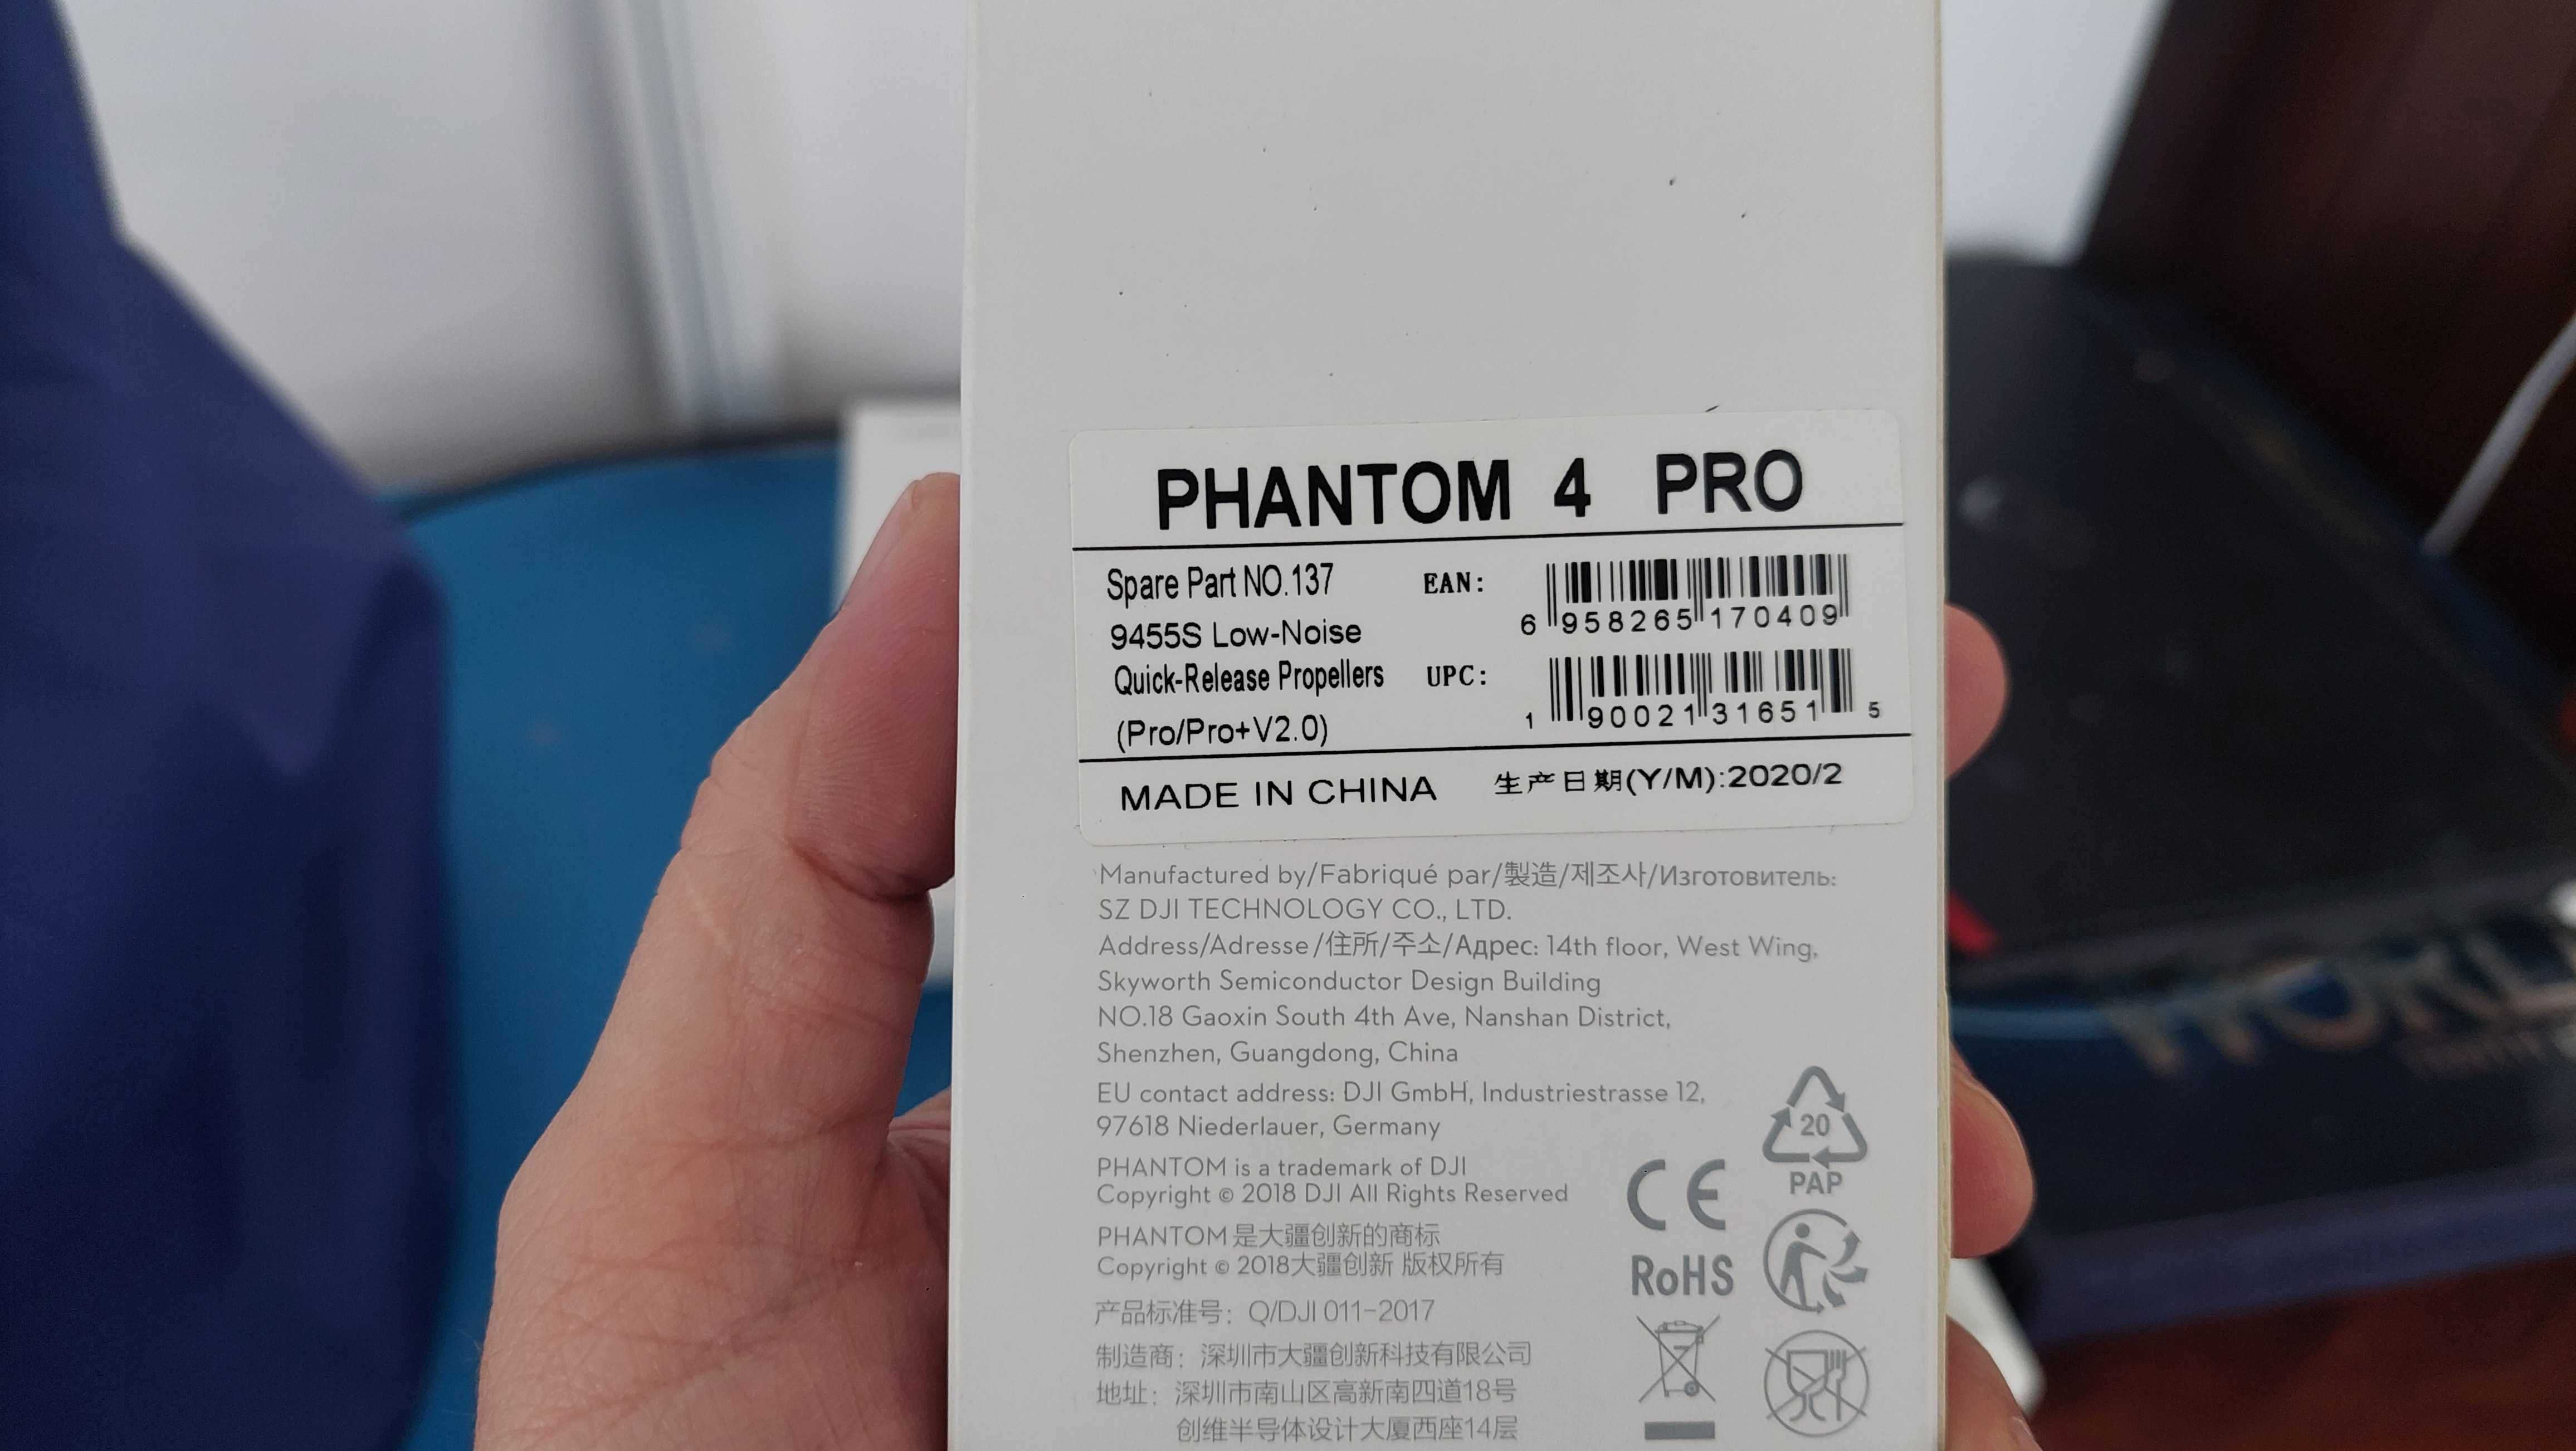 PHANTOM 4 PRO
Spare Part NO.137
9455S Low-Noise
Quick-Release Propellers
(Pro/Pro+V2.0)
EAN:
6 958265 170409
UPC:
1 90021 31651 5
MADE IN CHINA 生产日期(Y/M):2020/2
Manufactured by/Fabriqué par/製造/제조사/Изготовитель:
SZ DJI TECHNOLOGY CO., LTD.
Address/Adresse/住所/주소/Адрес: 14th floor, West Wing,
Skyworth Semiconductor Design Building
NO.18 Gaoxin South 4th Ave, Nanshan District,
Shenzhen, Guangdong, China
EU contact address: DJI GmbH, Industriestrasse 12,
97618 Niederlauer, Germany
PHANTOM is a trademark of DJI
Copyright © 2018 DJI All Rights Reserved
PHANTOM 是大疆创新的商标
Copyright © 2018大疆创新 版权所有
产品标准号: Q/DJI 011-2017
制造商: 深圳市大疆创新科技有限公司
地址: 深圳市南山区高新南四道18号
创维半导体设计大厦西座14层
20
PAP
CE
RoHS